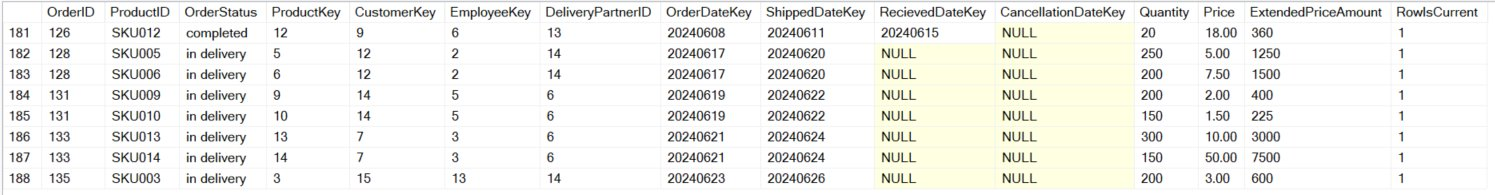 OrderID ProductID OrderStatus ProductKey CustomerKey EmployeeKey DeliveryPartnerID OrderDateKey ShippedDateKey RecievedDateKey CancellationDateKey Quantity Price ExtendedPriceAmount RowIsCurrent
181 126 SKU012 completed 12 9 6 13 20240608 20240611 20240615 NULL 20 18.00 360 1
182 128 SKU005 in delivery 5 12 2 14 20240617 20240620 NULL NULL 250 5.00 1250 1
183 128 SKU006 in delivery 6 12 2 14 20240617 20240620 NULL NULL 200 7.50 1500 1
184 131 SKU009 in delivery 9 14 5 6 20240619 20240622 NULL NULL 200 2.00 400 1
185 131 SKU010 in delivery 10 14 5 6 20240619 20240622 NULL NULL 150 1.50 225 1
186 133 SKU013 in delivery 13 7 3 6 20240621 20240624 NULL NULL 300 10.00 3000 1
187 133 SKU014 in delivery 14 7 3 6 20240621 20240624 NULL NULL 150 50.00 7500 1
188 135 SKU003 in delivery 3 15 13 14 20240623 20240626 NULL NULL 200 3.00 600 1